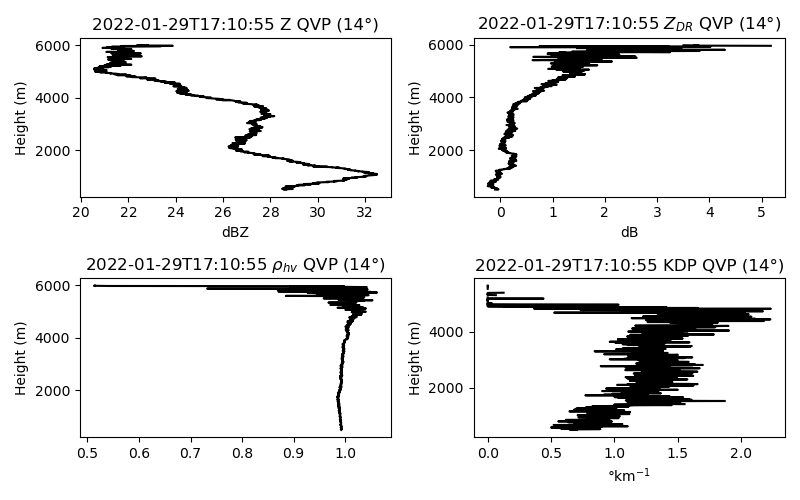 2022-01-29T17:10:55 Z QVP (14°)
Height (m)
6000
4000
2000
20 22 24 26 28 30 32
dBZ
2022-01-29T17:10:55 Z_DR QVP (14°)
Height (m)
6000
4000
2000
0 1 2 3 4 5
dB
2022-01-29T17:10:55 ρ_hv QVP (14°)
Height (m)
6000
4000
2000
0.5 0.6 0.7 0.8 0.9 1.0
2022-01-29T17:10:55 KDP QVP (14°)
Height (m)
4000
2000
0.0 0.5 1.0 1.5 2.0
°km⁻¹